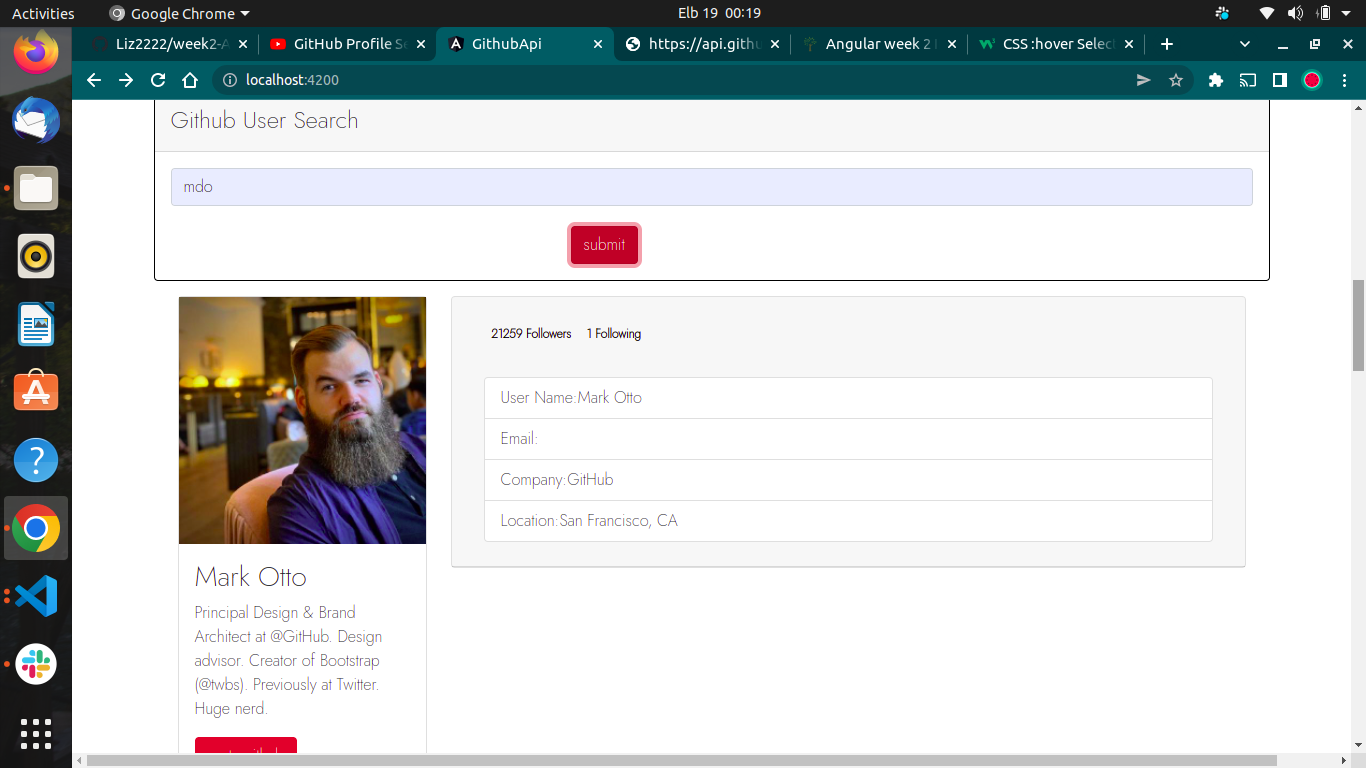 Activities
Google Chrome
Elb 19 00:19
Liz2222/week2-A
GitHub Profile Se
GithubApi
https://api.githu
Angular week 2 I
CSS :hover Selec
localhost:4200
Github User Search
mdo
submit
21259 Followers 1 Following
User Name:Mark Otto
Email:
Company:GitHub
Location:San Francisco, CA
Mark Otto
Principal Design & Brand
Architect at @GitHub. Design
advisor. Creator of Bootstrap
(@twbs). Previously at Twitter.
Huge nerd.